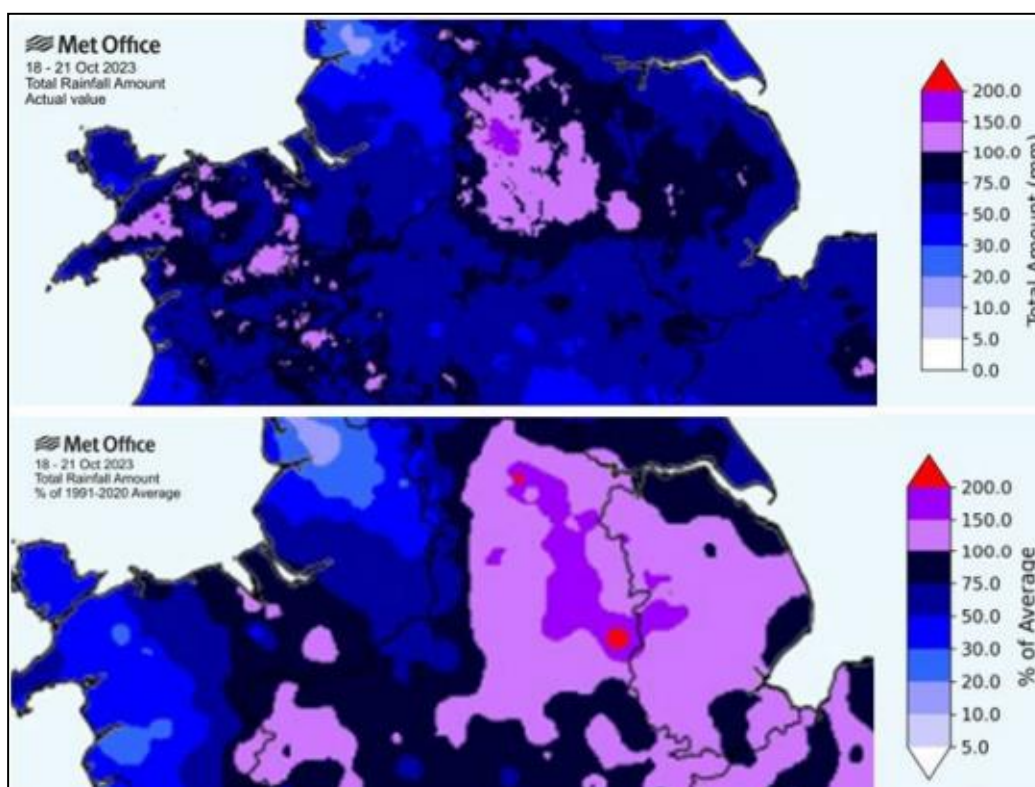 Met Office
18 - 21 Oct 2023
Total Rainfall Amount
Actual value
200.0
150.0
100.0
75.0
50.0
30.0
20.0
10.0
5.0
0.0
Total Amount (mm)
Met Office
18 - 21 Oct 2023
Total Rainfall Amount
% of 1991-2020 Average
200.0
150.0
100.0
75.0
50.0
30.0
20.0
10.0
5.0
% of Average